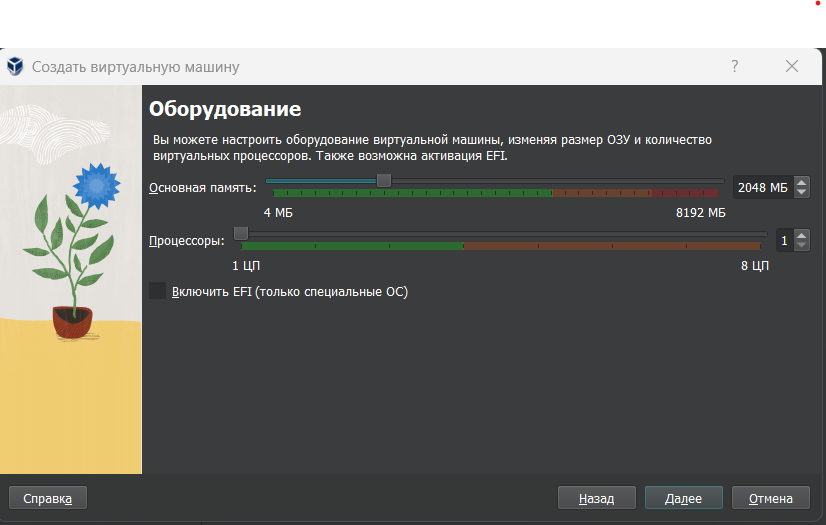 Создать виртуальную машину
?
Оборудование
Вы можете настроить оборудование виртуальной машины, изменяя размер ОЗУ и количество
виртуальных процессоров. Также возможна активация EFI.
Основная память:
2048 МБ
4 МБ
8192 МБ
Процессоры:
1
1 ЦП
8 ЦП
Включить EFI (только специальные ОС)
Справка
Назад
Далее
Отмена